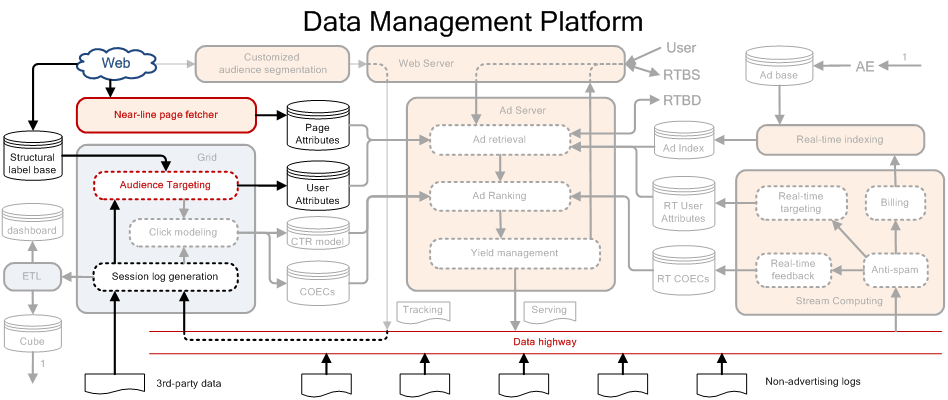 Data Management Platform
Web
Customized
audience segmentation
Web Server
User
RTBS
RTBD
Ad base
AE
1
Near-line page fetcher
Page
Attributes
Ad Server
Ad retrieval
Ad Index
Real-time indexing
Structural
label base
Grid
Audience Targeting
User
Attributes
Ad Ranking
RT User
Attributes
Real-time
targeting
Billing
dashboard
Click modeling
CTR model
Yield management
ETL
Session log generation
COECs
RT COECs
Real-time
feedback
Anti-spam
Stream Computing
Tracking
Serving
Cube
1
Data highway
3rd-party data
Non-advertising logs